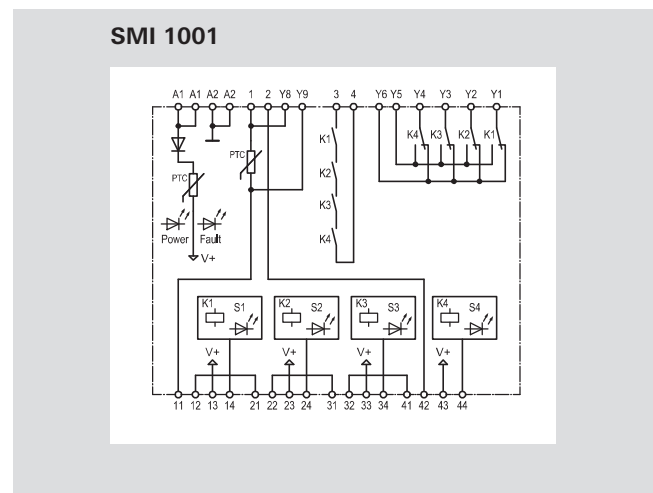 SMI 1001
A1 A1 A2 A2 1 2 Y8 Y9 3 4 Y6 Y5 Y4 Y3 Y2 Y1
K1 K4 K3 K2 K1
PTC
K2
PTC
K3
Power Fault K4
V+
K1 S1 K2 S2 K3 S3 K4 S4
V+ V+ V+ V+
11 12 13 14 21 22 23 24 31 32 33 34 41 42 43 44